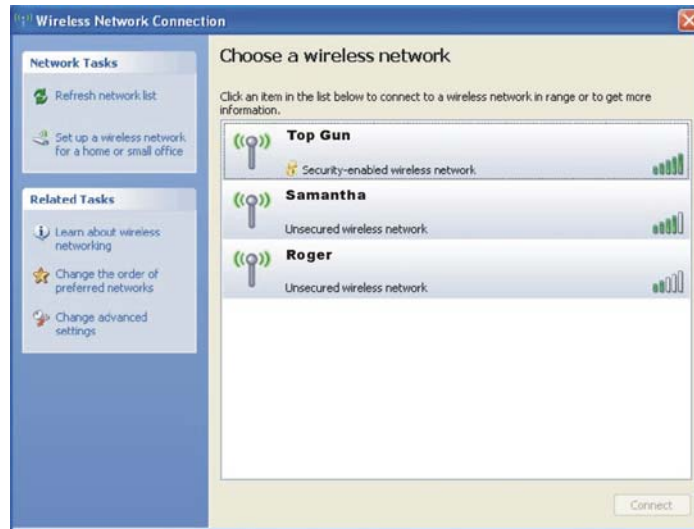 Wireless Network Connection
Network Tasks
Refresh network list
Set up a wireless network
for a home or small office
Related Tasks
Learn about wireless
networking
Change the order of
preferred networks
Change advanced
settings
Choose a wireless network
Click an item in the list below to connect to a wireless network in range or to get more
information.
Top Gun
Security-enabled wireless network
Samantha
Unsecured wireless network
Roger
Unsecured wireless network
Connect